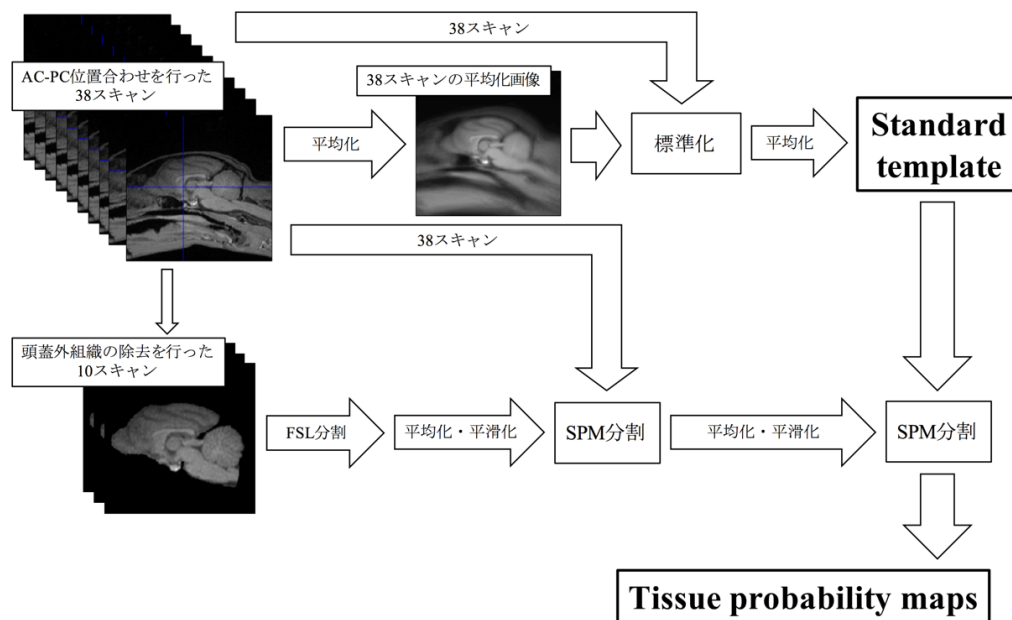 38スキャン
AC-PC位置合わせを行った
38スキャン
38スキャンの平均化画像
平均化
標準化
平均化
Standard
template
38スキャン
頭蓋外組織の除去を行った
10スキャン
FSL分割
平均化・平滑化
SPM分割
平均化・平滑化
SPM分割
Tissue probability maps